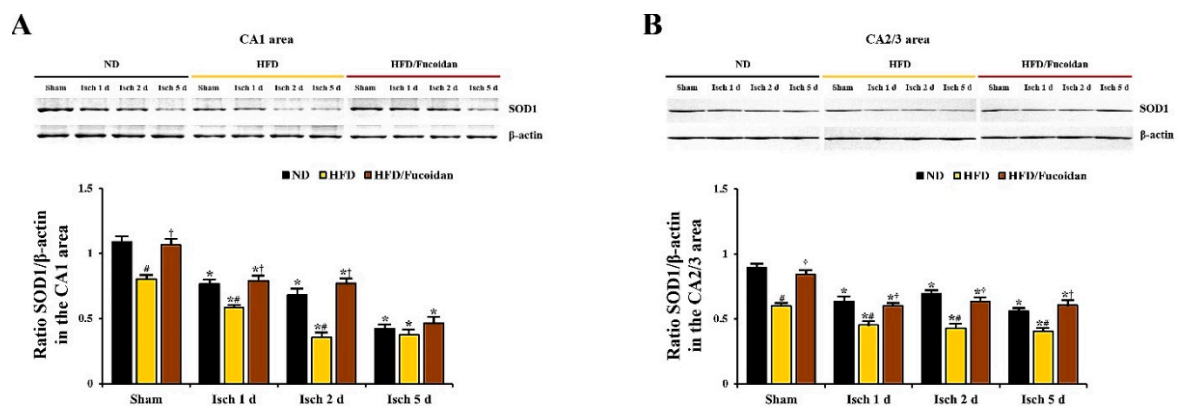 A
CA1 area
ND HFD HFD/Fucoidan
Sham Isch 1 d Isch 2 d Isch 5 d Sham Isch 1 d Isch 2 d Isch 5 d Sham Isch 1 d Isch 2 d Isch 5 d
SOD1
β-actin
ND HFD HFD/Fucoidan
Ratio SOD1/β-actin
in the CA1 area
1.5
1
0.5
0
#
†
*
*#
*†
*
*#
*†
*
*
*
Sham Isch 1 d Isch 2 d Isch 5 d
B
CA2/3 area
ND HFD HFD/Fucoidan
Sham Isch 1 d Isch 2 d Isch 5 d Sham Isch 1 d Isch 2 d Isch 5 d Sham Isch 1 d Isch 2 d Isch 5 d
SOD1
β-actin
ND HFD HFD/Fucoidan
Ratio SOD1/β-actin
in the CA2/3 area
1.5
1
0.5
0
#
†
*
*#
*†
*
*#
*†
*
*#
*†
Sham Isch 1 d Isch 2 d Isch 5 d